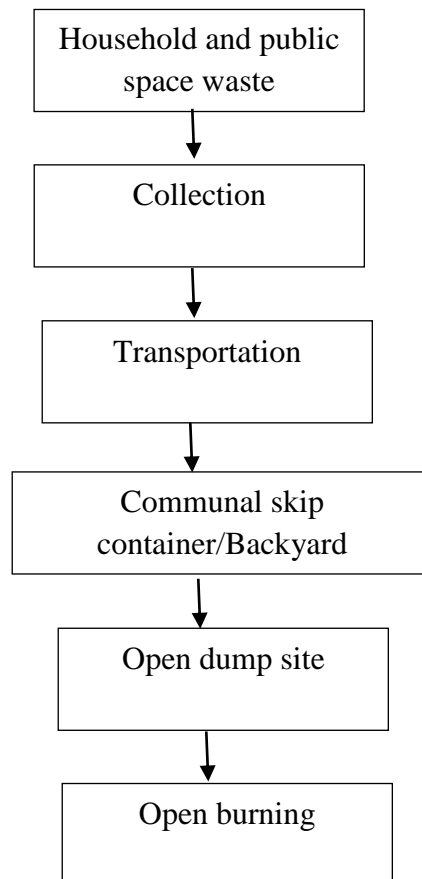 Household and public
space waste
Collection
Transportation
Communal skip
container/Backyard
Open dump site
Open burning